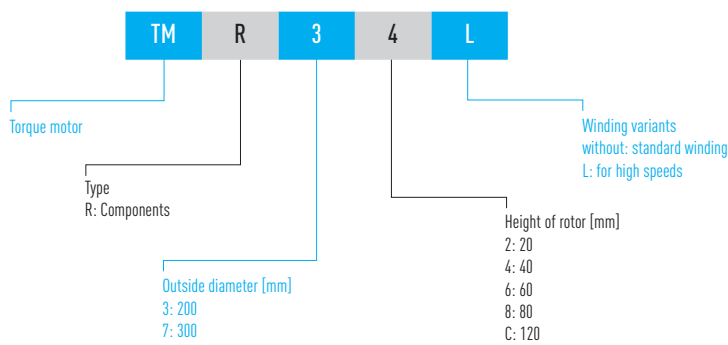 TM R 3 4 L
Torque motor
Winding variants
without: standard winding
L: for high speeds
Type
R: Components
Height of rotor [mm]
2: 20
4: 40
6: 60
8: 80
C: 120
Outside diameter [mm]
3: 200
7: 300